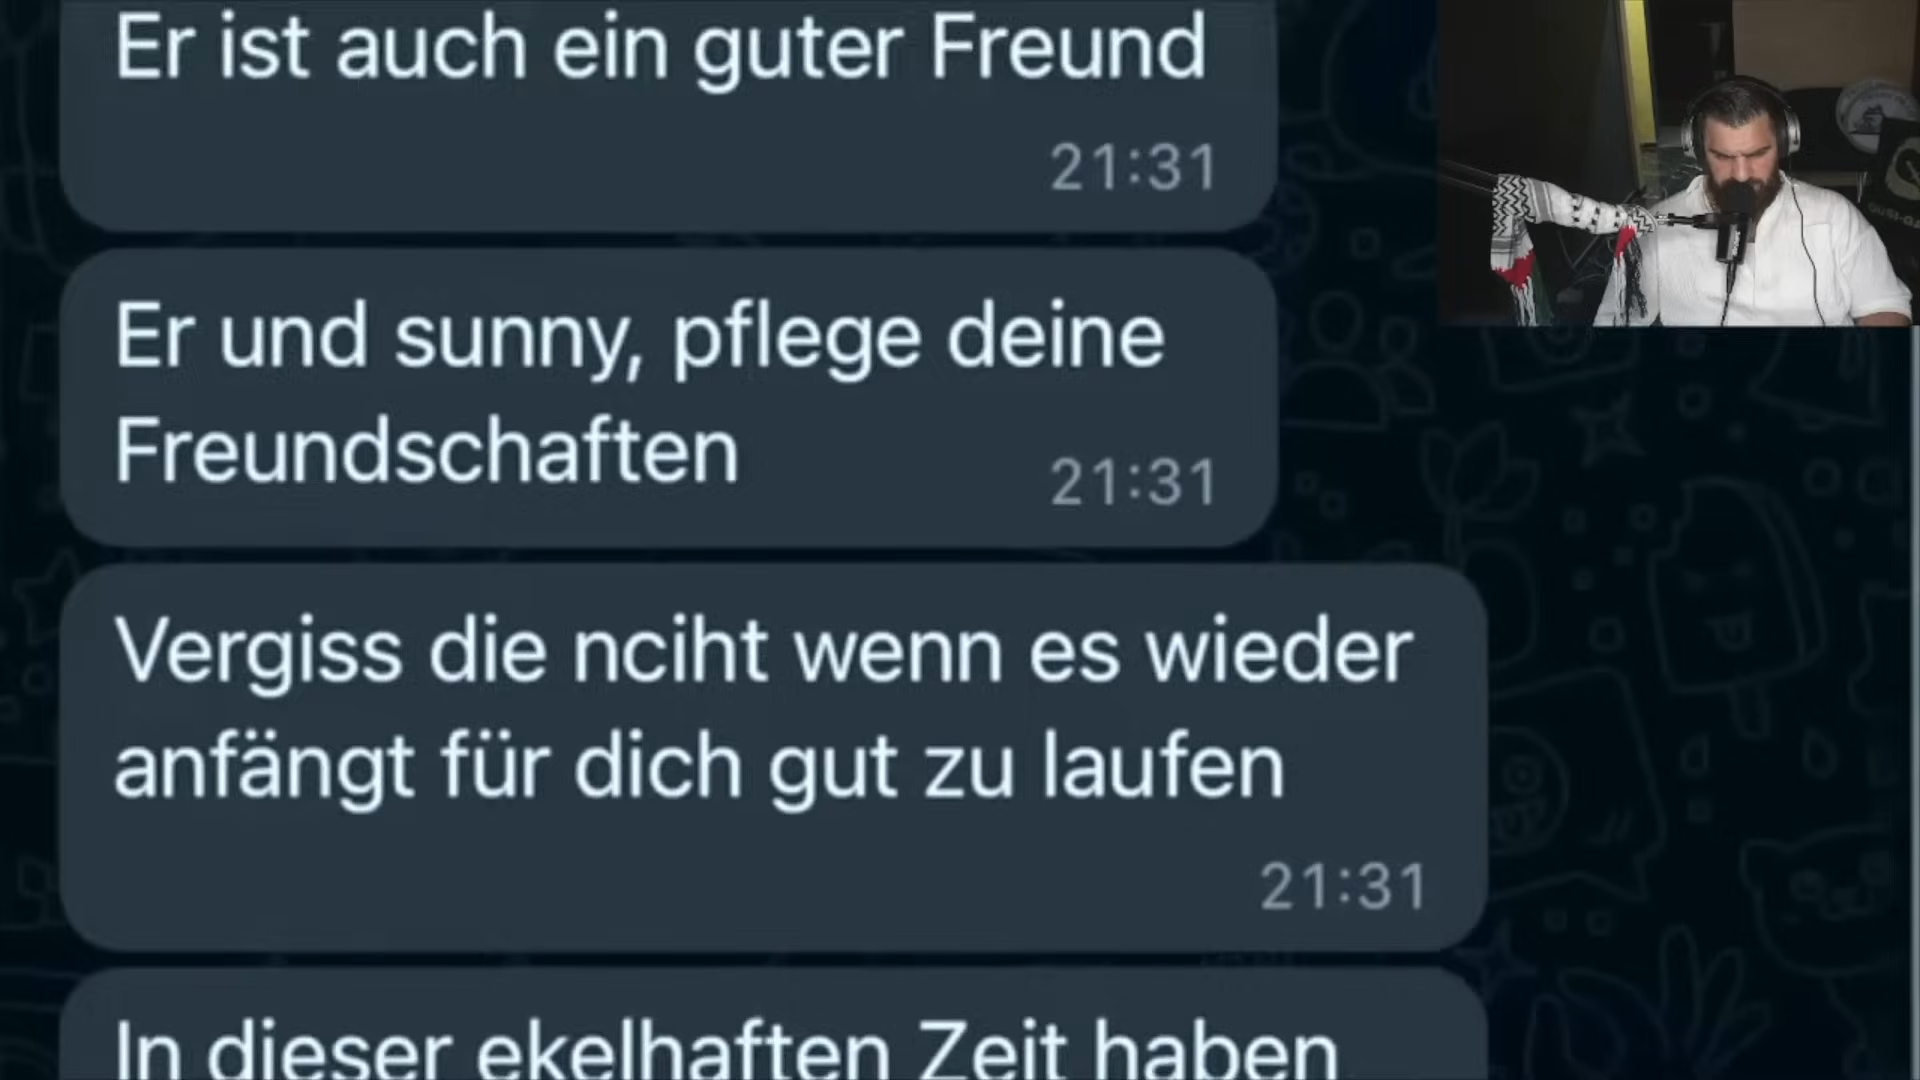 Er ist auch ein guter Freund
21:31
Er und sunny, pflege deine
Freundschaften
21:31
Vergiss die nciht wenn es wieder
anfängt für dich gut zu laufen
21:31
In dieser ekelhaften Zeit haben